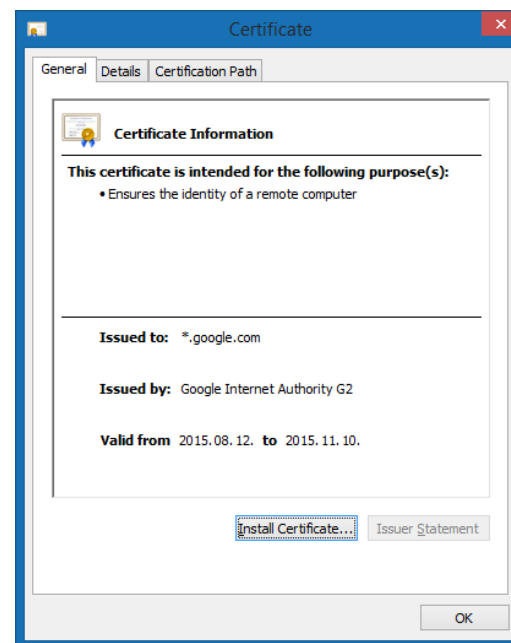 Certificate
General Details Certification Path
Certificate Information
This certificate is intended for the following purpose(s):
• Ensures the identity of a remote computer
Issued to: *.google.com
Issued by: Google Internet Authority G2
Valid from 2015.08.12. to 2015.11.10.
Install Certificate... Issuer Statement
OK